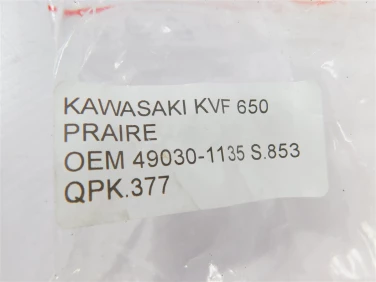 KAWASAKI KVF 650
PRAIRE
OEM 49030-1135 S.853
QPK.377